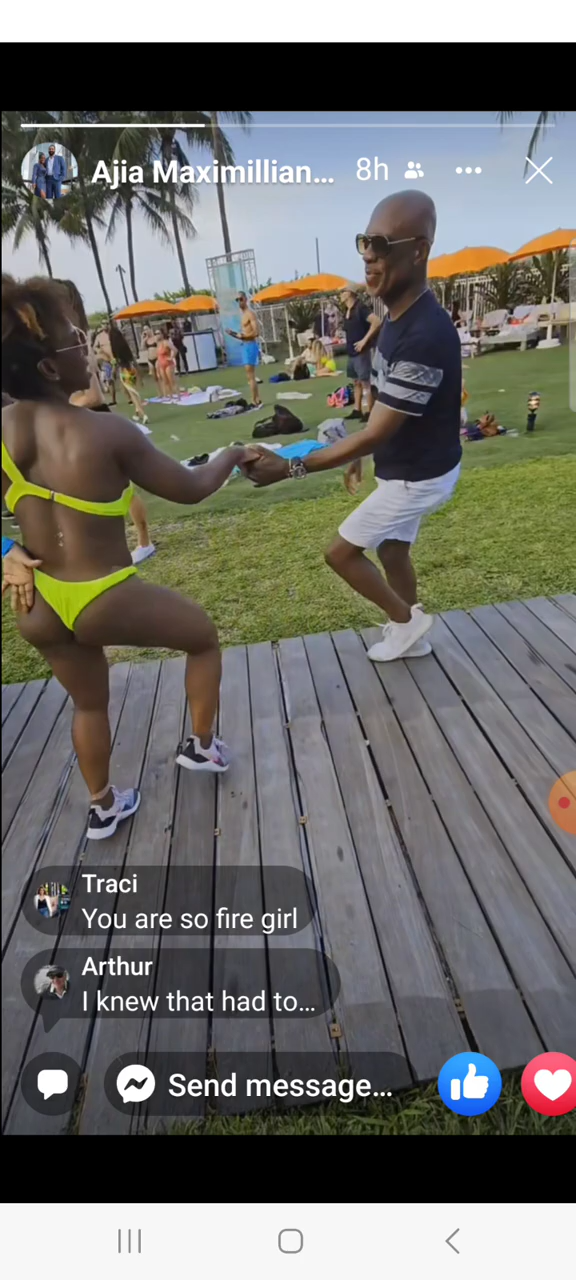 Ajia Maximillian... 8h
Traci
You are so fire girl
Arthur
I knew that had to...
Send message...